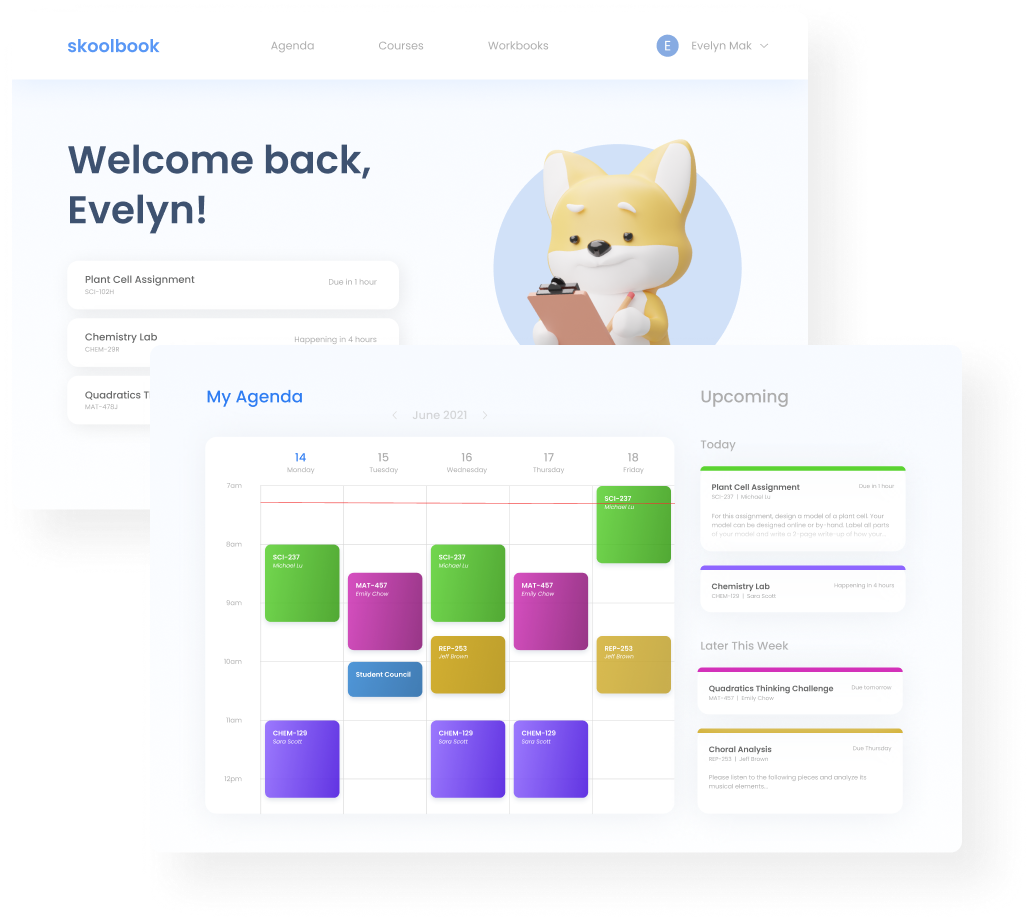 skoolbook
Agenda
Courses
Workbooks
E
Evelyn Mak
Welcome back,
Evelyn!
Plant Cell Assignment
Due in 1 hour
SCI-102H
Chemistry Lab
Happening in 4 hours
CHEM-299
Quadratics T
MAT-478J
My Agenda
June 2021
14
Monday
15
Tuesday
16
Wednesday
17
Thursday
18
Friday
7am
8am
9am
10am
11am
12pm
SCI-237
Michael Lu
CHEM-129
Sara Scott
MAT-457
Emily Chow
Student Council
SCI-237
Michael Lu
REP-253
Jeff Brown
CHEM-129
Sara Scott
MAT-457
Emily Chow
CHEM-129
Sara Scott
SCI-237
Michael Lu
REP-253
Jeff Brown
Upcoming
Today
Plant Cell Assignment
Due in 1 hour
SCI-237 | Michael Lu
For this assignment, design a model of a plant cell. Your
model can be designed online or by-hand. Label all parts
of your model and write a 2-page write-up of how your...
Chemistry Lab
Happening in 4 hours
CHEM-129 | Sara Scott
Later This Week
Quadratics Thinking Challenge
Due tomorrow
MAT-457 | Emily Chow
Choral Analysis
Due Thursday
REP-253 | Jeff Brown
Please listen to the following pieces and analyze its
musical elements...